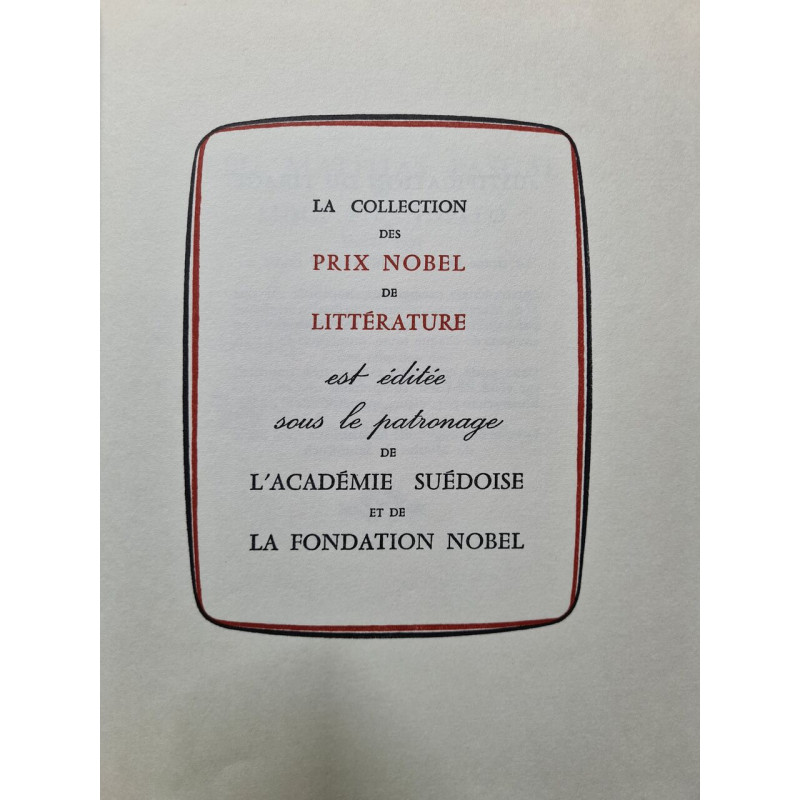 LA COLLECTION
DES
PRIX NOBEL
DE
LITTÉRATURE
est éditée
sous le patronage
DE
L'ACADÉMIE SUÉDOISE
ET DE
LA FONDATION NOBEL